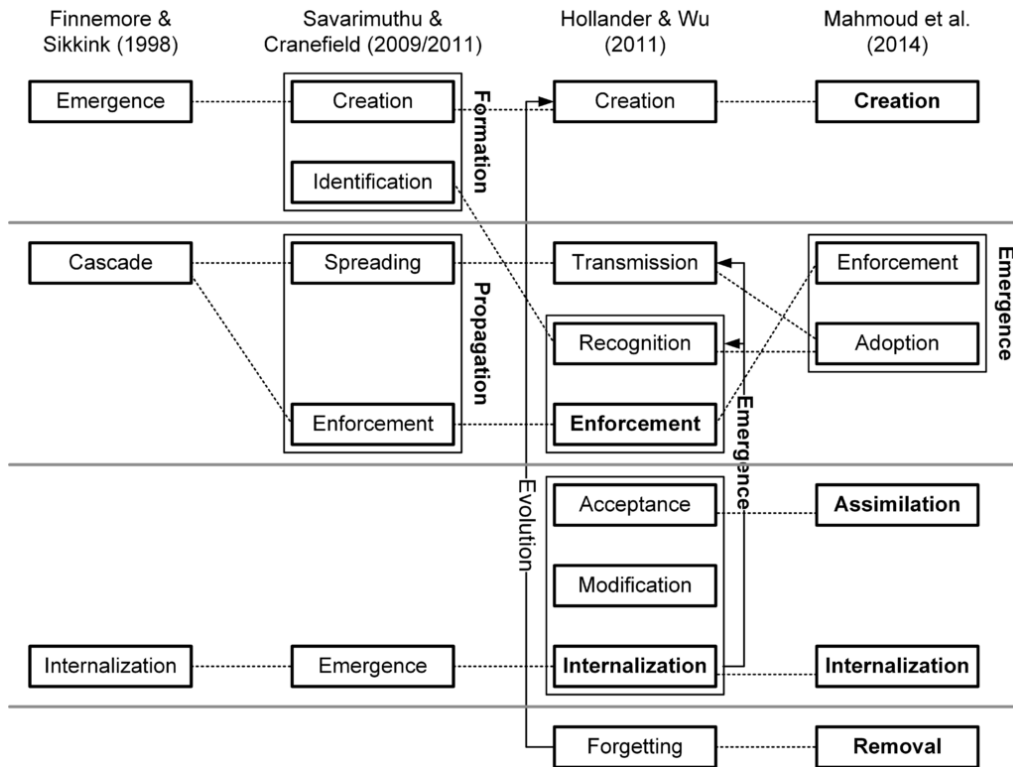 Finnemore &
Sikkink (1998)
Savarimuthu &
Cranefield (2009/2011)
Hollander & Wu
(2011)
Mahmoud et al.
(2014)
Emergence
Creation
Creation
Creation
Identification
Formation
Cascade
Spreading
Transmission
Enforcement
Recognition
Adoption
Enforcement
Enforcement
Propagation
Emergence
Emergence
Evolution
Acceptance
Assimilation
Modification
Internalization
Emergence
Internalization
Internalization
Forgetting
Removal